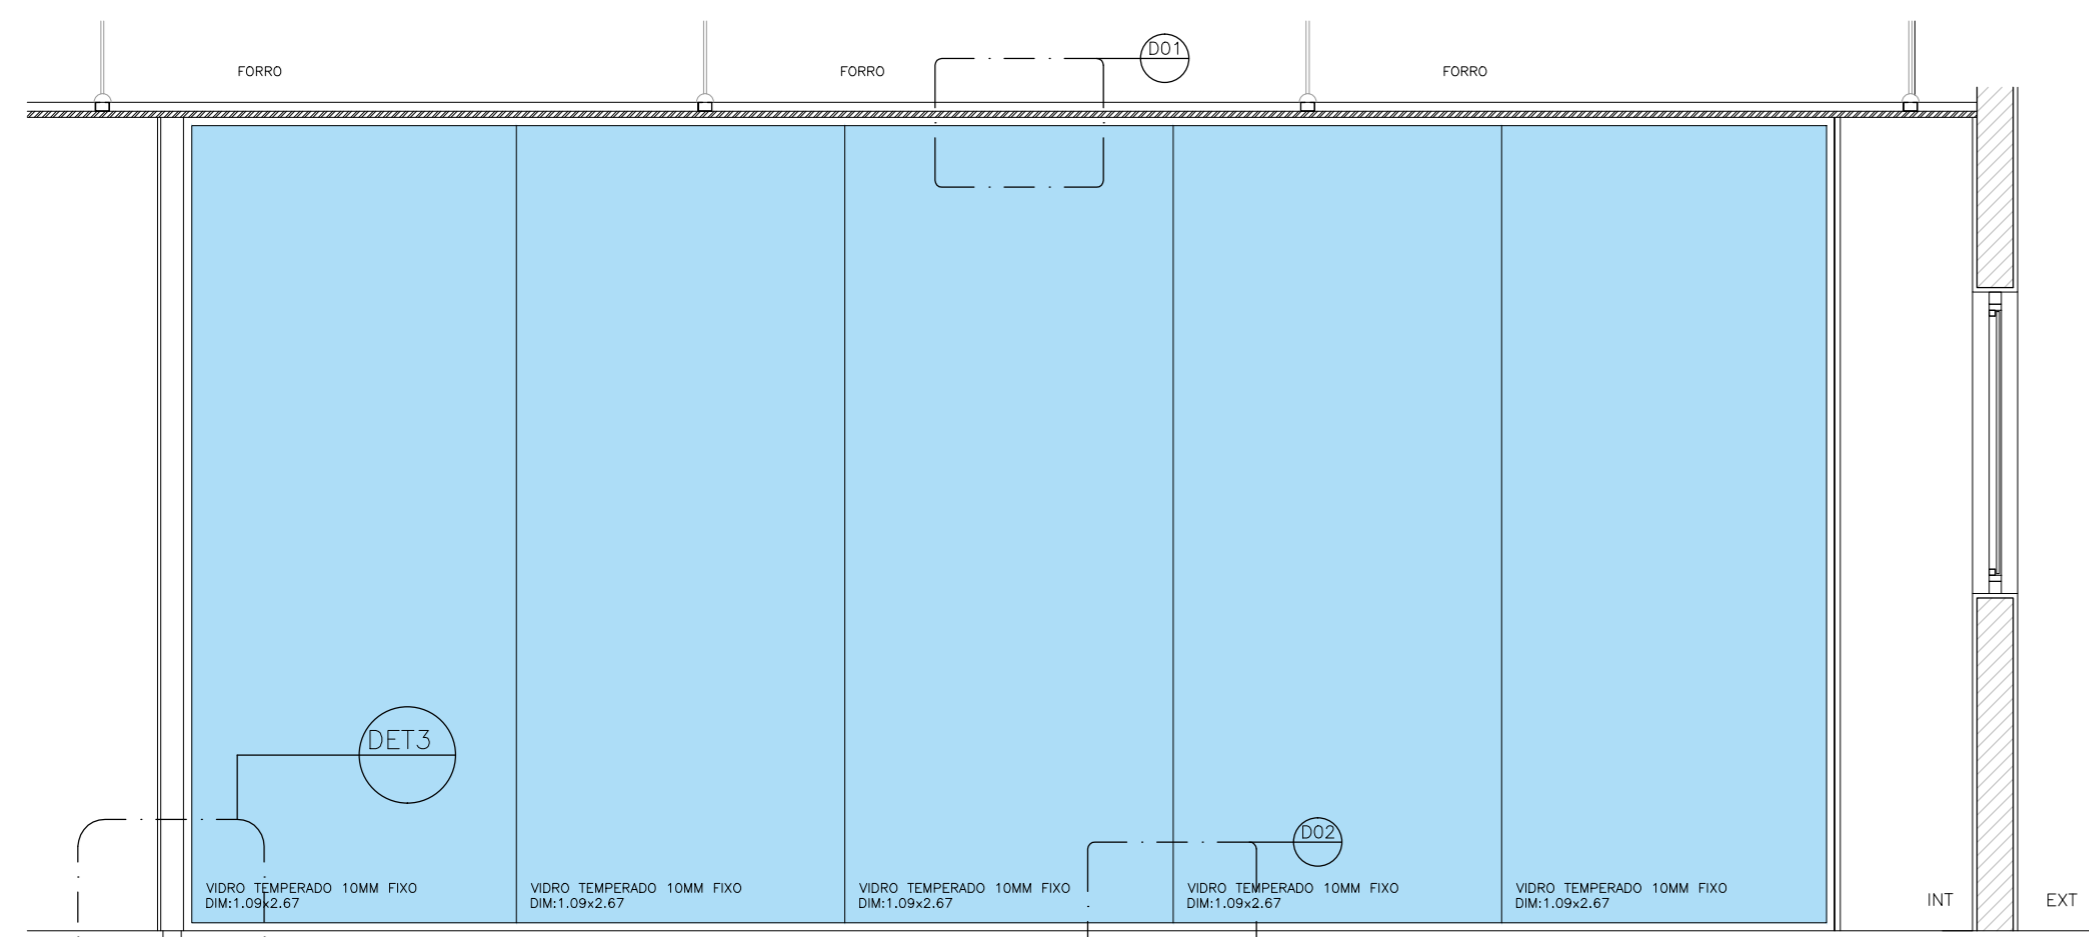 D01
FORRO
FORRO
FORRO
DET3
D02
VIDRO TEMPERADO 10MM FIXO
DIM:1.09x2.67
VIDRO TEMPERADO 10MM FIXO
DIM:1.09x2.67
VIDRO TEMPERADO 10MM FIXO
DIM:1.09x2.67
VIDRO TEMPERADO 10MM FIXO
DIM:1.09x2.67
VIDRO TEMPERADO 10MM FIXO
DIM:1.09x2.67
INT
EXT